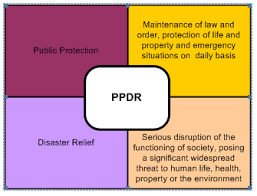 Public Protection
Maintenance of law and
order, protection of life and
property and emergency
situations on daily basis
PPDR
Disaster Relief
Serious disruption of the
functioning of society, posing
a significant widespread
threat to human life, health,
property or the environment